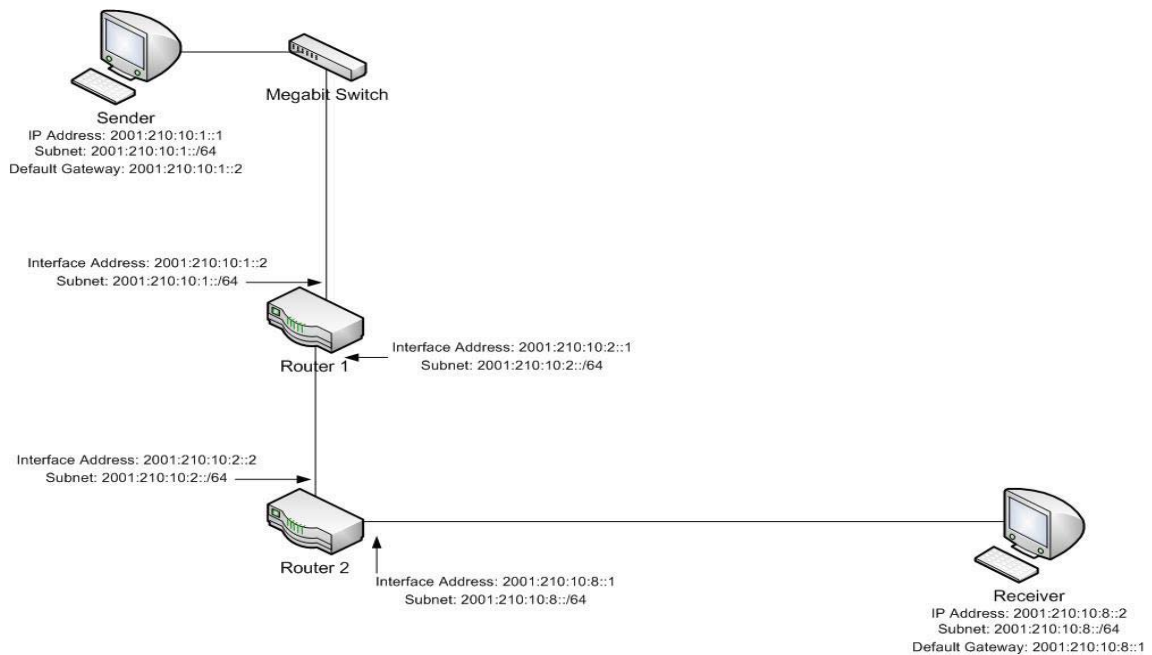 Megabit Switch
Sender
IP Address: 2001:210:10:1::1
Subnet: 2001:210:10:1::/64
Default Gateway: 2001:210:10:1::2
Interface Address: 2001:210:10:1::2
Subnet: 2001:210:10:1::/64
Router 1
Interface Address: 2001:210:10:2::1
Subnet: 2001:210:10:2::/64
Interface Address: 2001:210:10:2::2
Subnet: 2001:210:10:2::/64
Router 2
Interface Address: 2001:210:10:8::1
Subnet: 2001:210:10:8::/64
Receiver
IP Address: 2001:210:10:8::2
Subnet: 2001:210:10:8::/64
Default Gateway: 2001:210:10:8::1